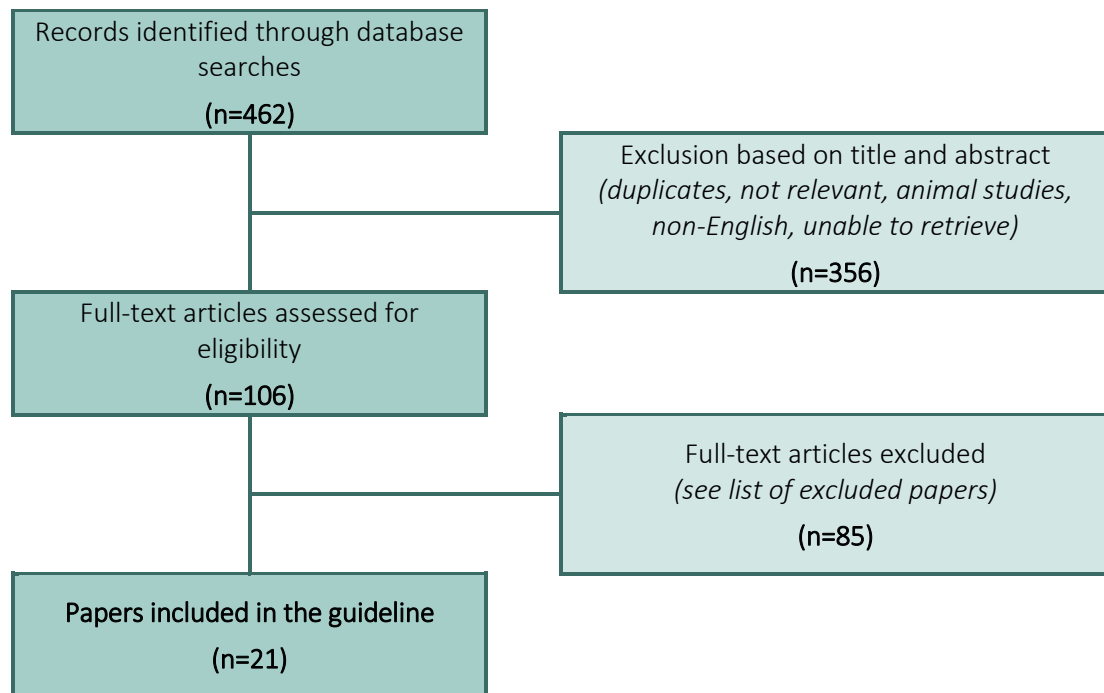 Records identified through database
searches
(n=462)
Exclusion based on title and abstract
(duplicates, not relevant, animal studies,
non-English, unable to retrieve)
(n=356)
Full-text articles assessed for
eligibility
(n=106)
Full-text articles excluded
(see list of excluded papers)
(n=85)
Papers included in the guideline
(n=21)